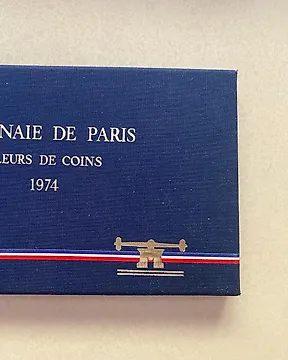 NAIE DE PARIS
LEURS DE COINS
1974